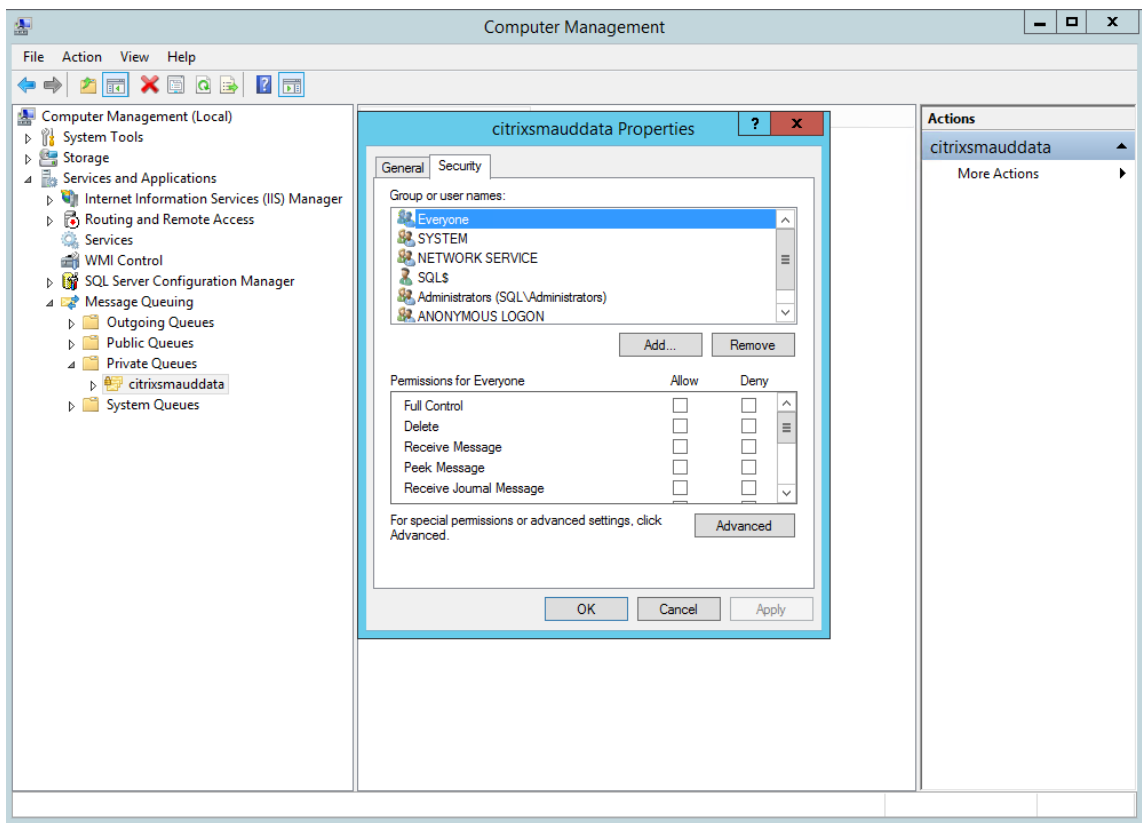 Computer Management
File Action View Help
Computer Management (Local)
System Tools
Storage
Services and Applications
Internet Information Services (IIS) Manager
Routing and Remote Access
Services
WMI Control
SQL Server Configuration Manager
Message Queuing
Outgoing Queues
Public Queues
Private Queues
citrixsmauddata
System Queues
citrixsmauddata Properties
General Security
Group or user names:
Everyone
SYSTEM
NETWORK SERVICE
SQL$
Administrators (SQL\Administrators)
ANONYMOUS LOGON
Add... Remove
Permissions for Everyone Allow Deny
Full Control
Delete
Receive Message
Peek Message
Receive Journal Message
For special permissions or advanced settings, click
Advanced.
Advanced
OK Cancel Apply
Actions
citrixsmauddata
More Actions